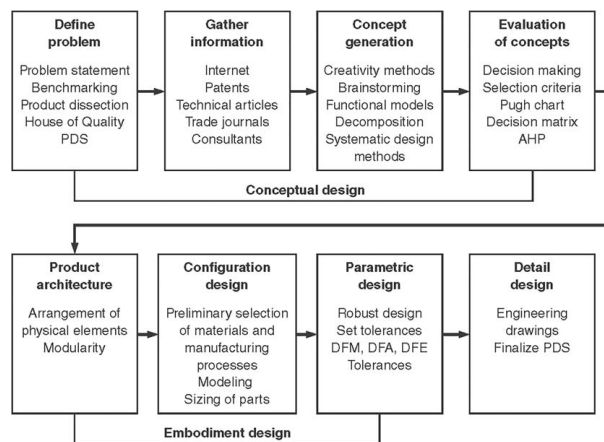 Define
problem
Problem statement
Benchmarking
Product dissection
House of Quality
PDS
Gather
information
Internet
Patents
Technical articles
Trade journals
Consultants
Concept
generation
Creativity methods
Brainstorming
Functional models
Decomposition
Systematic design
methods
Evaluation
of concepts
Decision making
Selection criteria
Pugh chart
Decision matrix
AHP
Conceptual design
Product
architecture
Arrangement of
physical elements
Modularity
Configuration
design
Preliminary selection
of materials and
manufacturing
processes
Modeling
Sizing of parts
Parametric
design
Robust design
Set tolerances
DFM, DFA, DFE
Tolerances
Detail
design
Engineering
drawings
Finalize PDS
Embodiment design